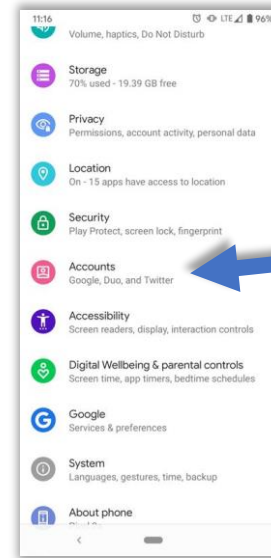 11:16 LTE 96%
Volume, haptics, Do Not Disturb
Storage
70% used - 19.39 GB free
Privacy
Permissions, account activity, personal data
Location
On - 15 apps have access to location
Security
Play Protect, screen lock, fingerprint
Accounts
Google, Duo, and Twitter
Accessibility
Screen readers, display, interaction controls
Digital Wellbeing & parental controls
Screen time, app timers, bedtime schedules
Google
Services & preferences
System
Languages, gestures, time, backup
About phone